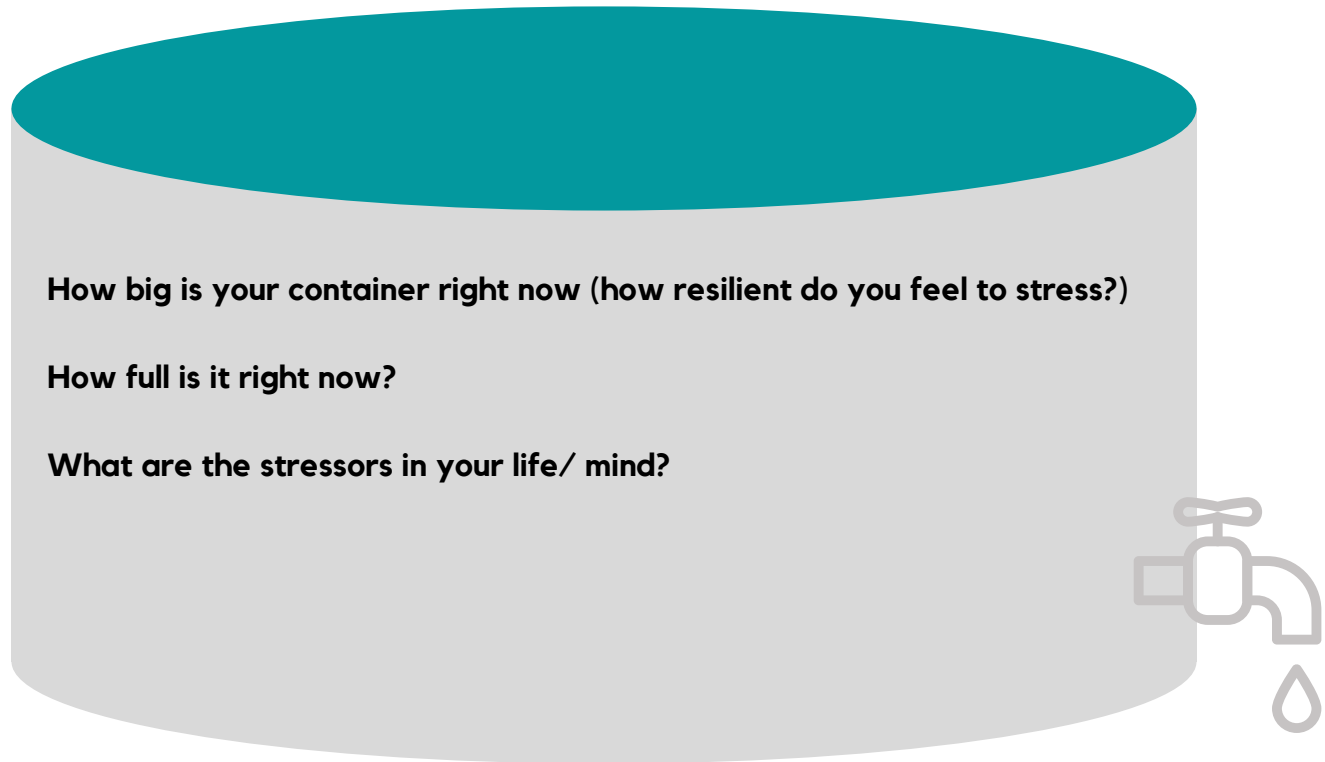 How big is your container right now (how resilient do you feel to stress?)
How full is it right now?
What are the stressors in your life/ mind?